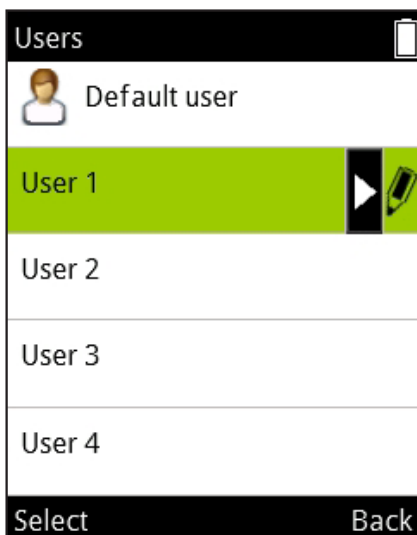 Users
Default user
User 1
User 2
User 3
User 4
Select Back